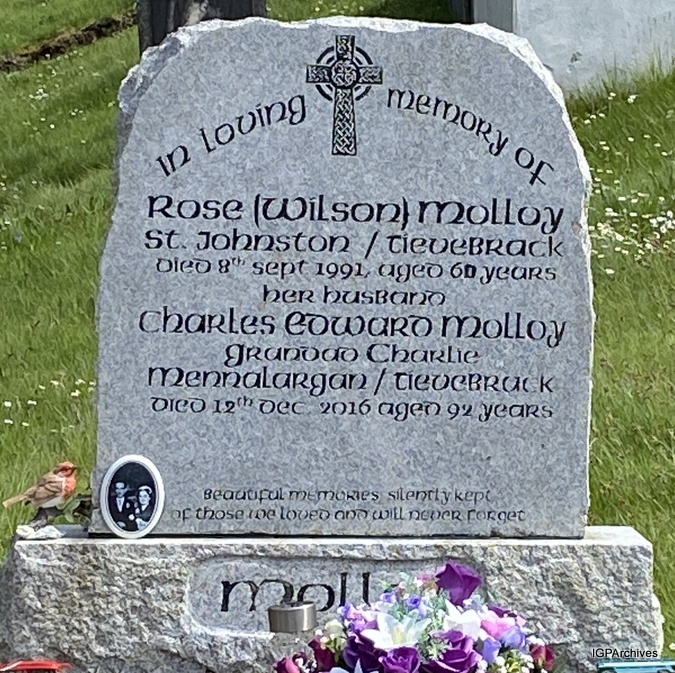 In loving memory of
Rose (Wilson) Molloy
St. Johnston / Tievebrack
Died 8th Sept 1991, aged 60 years
her husband
Charles Edward Molloy
Grandad Charlie
Mennalargan / Tievebrack
Died 12th Dec. 2016 aged 92 years
Beautiful memories silently kept
of those we loved and will never forget
IGPArchives